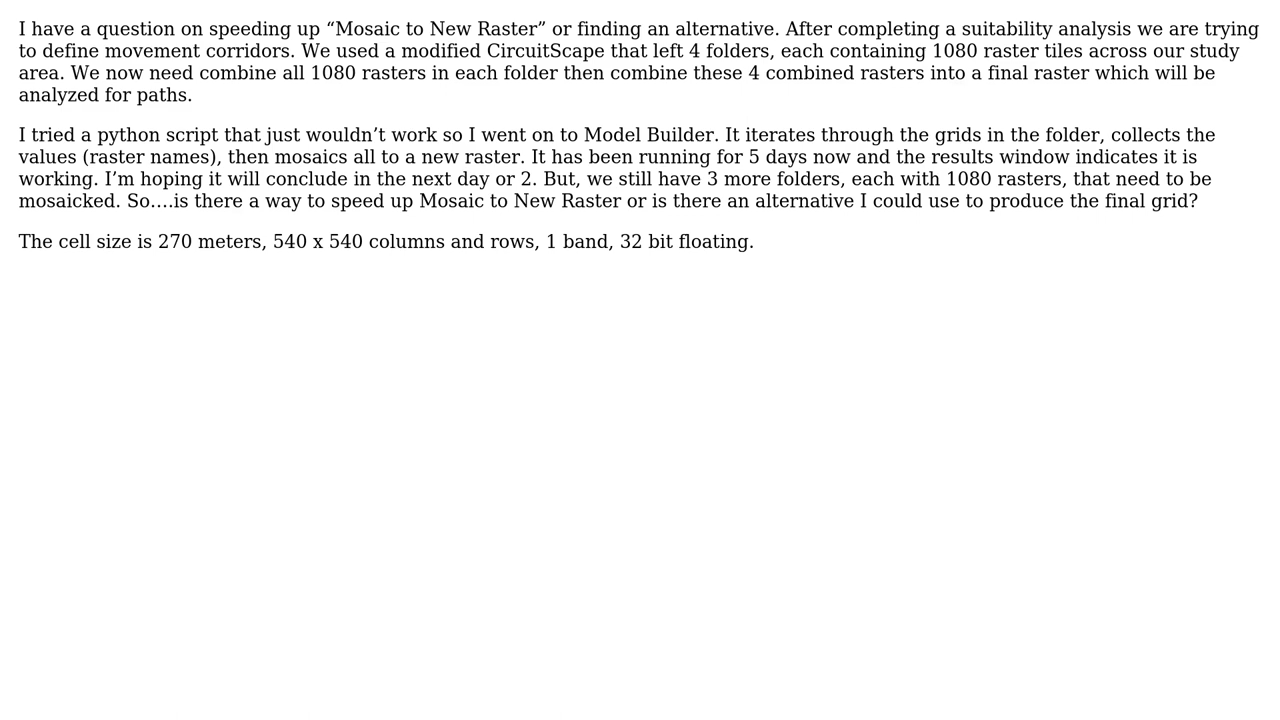 I have a question on speeding up “Mosaic to New Raster” or finding an alternative. After completing a suitability analysis we are trying
to define movement corridors. We used a modified CircuitScape that left 4 folders, each containing 1080 raster tiles across our study
area. We now need combine all 1080 rasters in each folder then combine these 4 combined rasters into a final raster which will be
analyzed for paths.
I tried a python script that just wouldn’t work so I went on to Model Builder. It iterates through the grids in the folder, collects the
values (raster names), then mosaics all to a new raster. It has been running for 5 days now and the results window indicates it is
working. I’m hoping it will conclude in the next day or 2. But, we still have 3 more folders, each with 1080 rasters, that need to be
mosaicked. So….is there a way to speed up Mosaic to New Raster or is there an alternative I could use to produce the final grid?
The cell size is 270 meters, 540 x 540 columns and rows, 1 band, 32 bit floating.